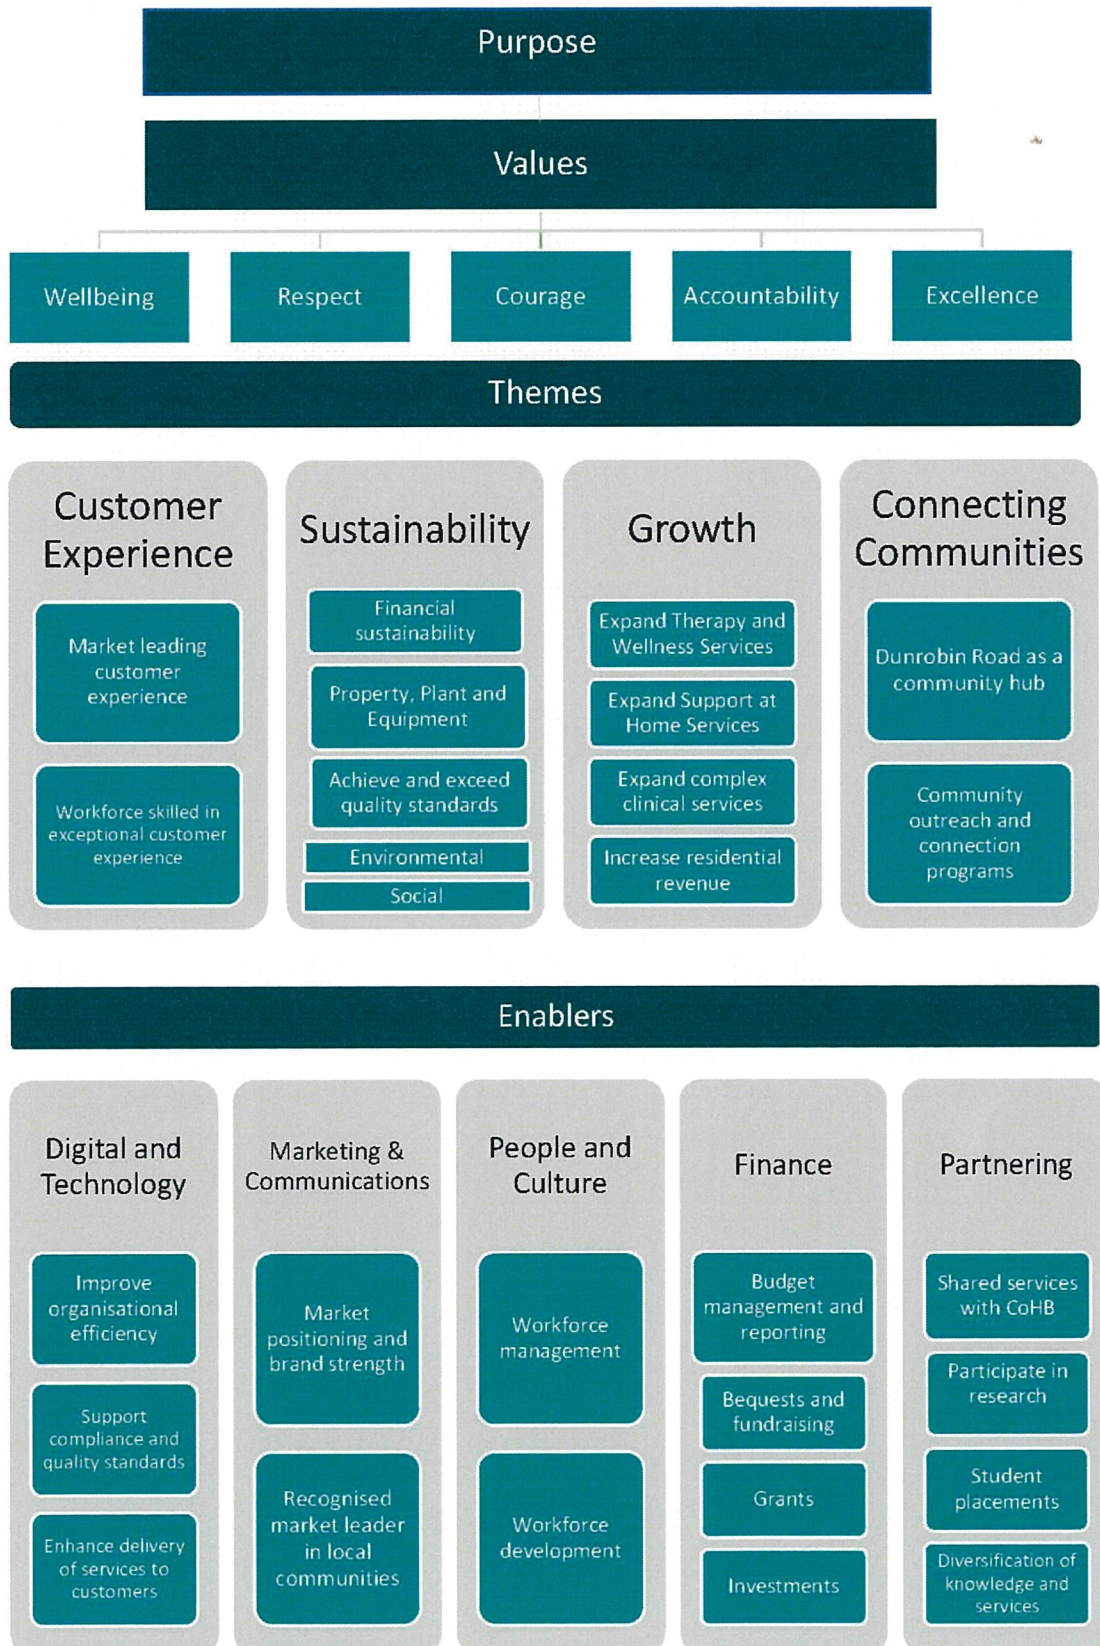 Purpose
Values
Wellbeing
Respect
Courage
Accountability
Excellence
Themes
Customer
Experience
Market leading
customer
experience
Workforce skilled in
exceptional customer
experience
Sustainability
Financial
sustainability
Property, Plant and
Equipment
Achieve and exceed
quality standards
Environmental
Social
Growth
Expand Therapy and
Wellness Services
Expand Support at
Home Services
Expand complex
clinical services
Increase residential
revenue
Connecting
Communities
Dunrobin Road as a
community hub
Community
outreach and
connection
programs
Enablers
Digital and
Technology
Improve
organisational
efficiency
Support
compliance and
quality standards
Enhance delivery
of services to
customers
Marketing &
Communications
Market
positioning and
brand strength
Recognised
market leader
in local
communities
People and
Culture
Workforce
management
Workforce
development
Finance
Budget
management and
reporting
Bequests and
fundraising
Grants
Investments
Partnering
Shared services
with CoHB
Participate in
research
Student
placements
Diversification of
knowledge and
services